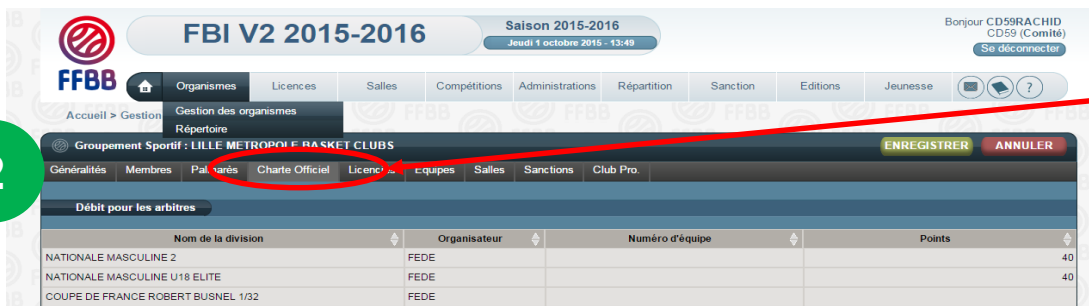 FBI V2 2015-2016
Saison 2015-2016
Jeudi 1 octobre 2015 - 13:49
Bonjour CD59RACHID
CD59 (Comité)
Se déconnecter
FFBB
Organismes Licences Salles Compétitions Administrations Répartition Sanction Editions Jeunesse ?
Accueil > Gestion
Gestion des organismes
Répertoire
Groupement Sportif : LILLE METROPOLE BASKET CLUBS
ENREGISTRER ANNULER
2
Généralités Membres Palmarès Charte Officiel Licenciés Equipes Salles Sanctions Club Pro.
Débit pour les arbitres
Nom de la division Organisateur Numéro d'équipe Points
NATIONALE MASCULINE 2 FEDE 40
NATIONALE MASCULINE U18 ELITE FEDE 40
COUPE DE FRANCE ROBERT BUSNEL 1/32 FEDE